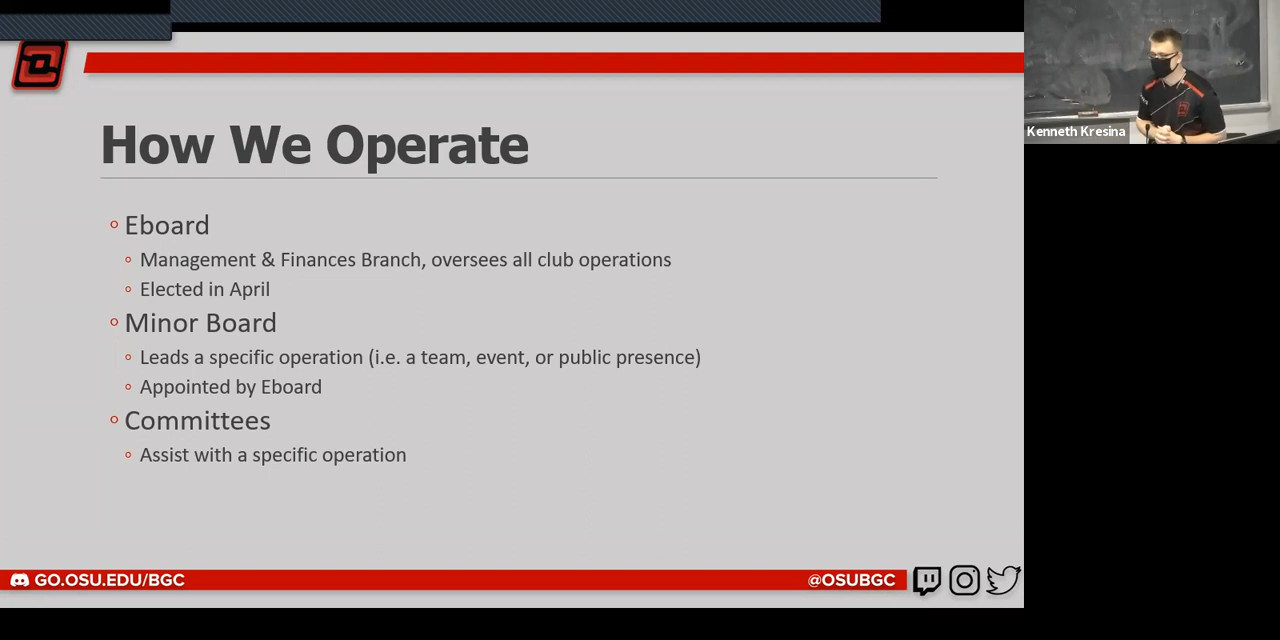 How We Operate
Eboard
Management & Finances Branch, oversees all club operations
Elected in April
Minor Board
Leads a specific operation (i.e. a team, event, or public presence)
Appointed by Eboard
Committees
Assist with a specific operation
GO.OSU.EDU/BGC
@OSUBGC
Kenneth Kresina